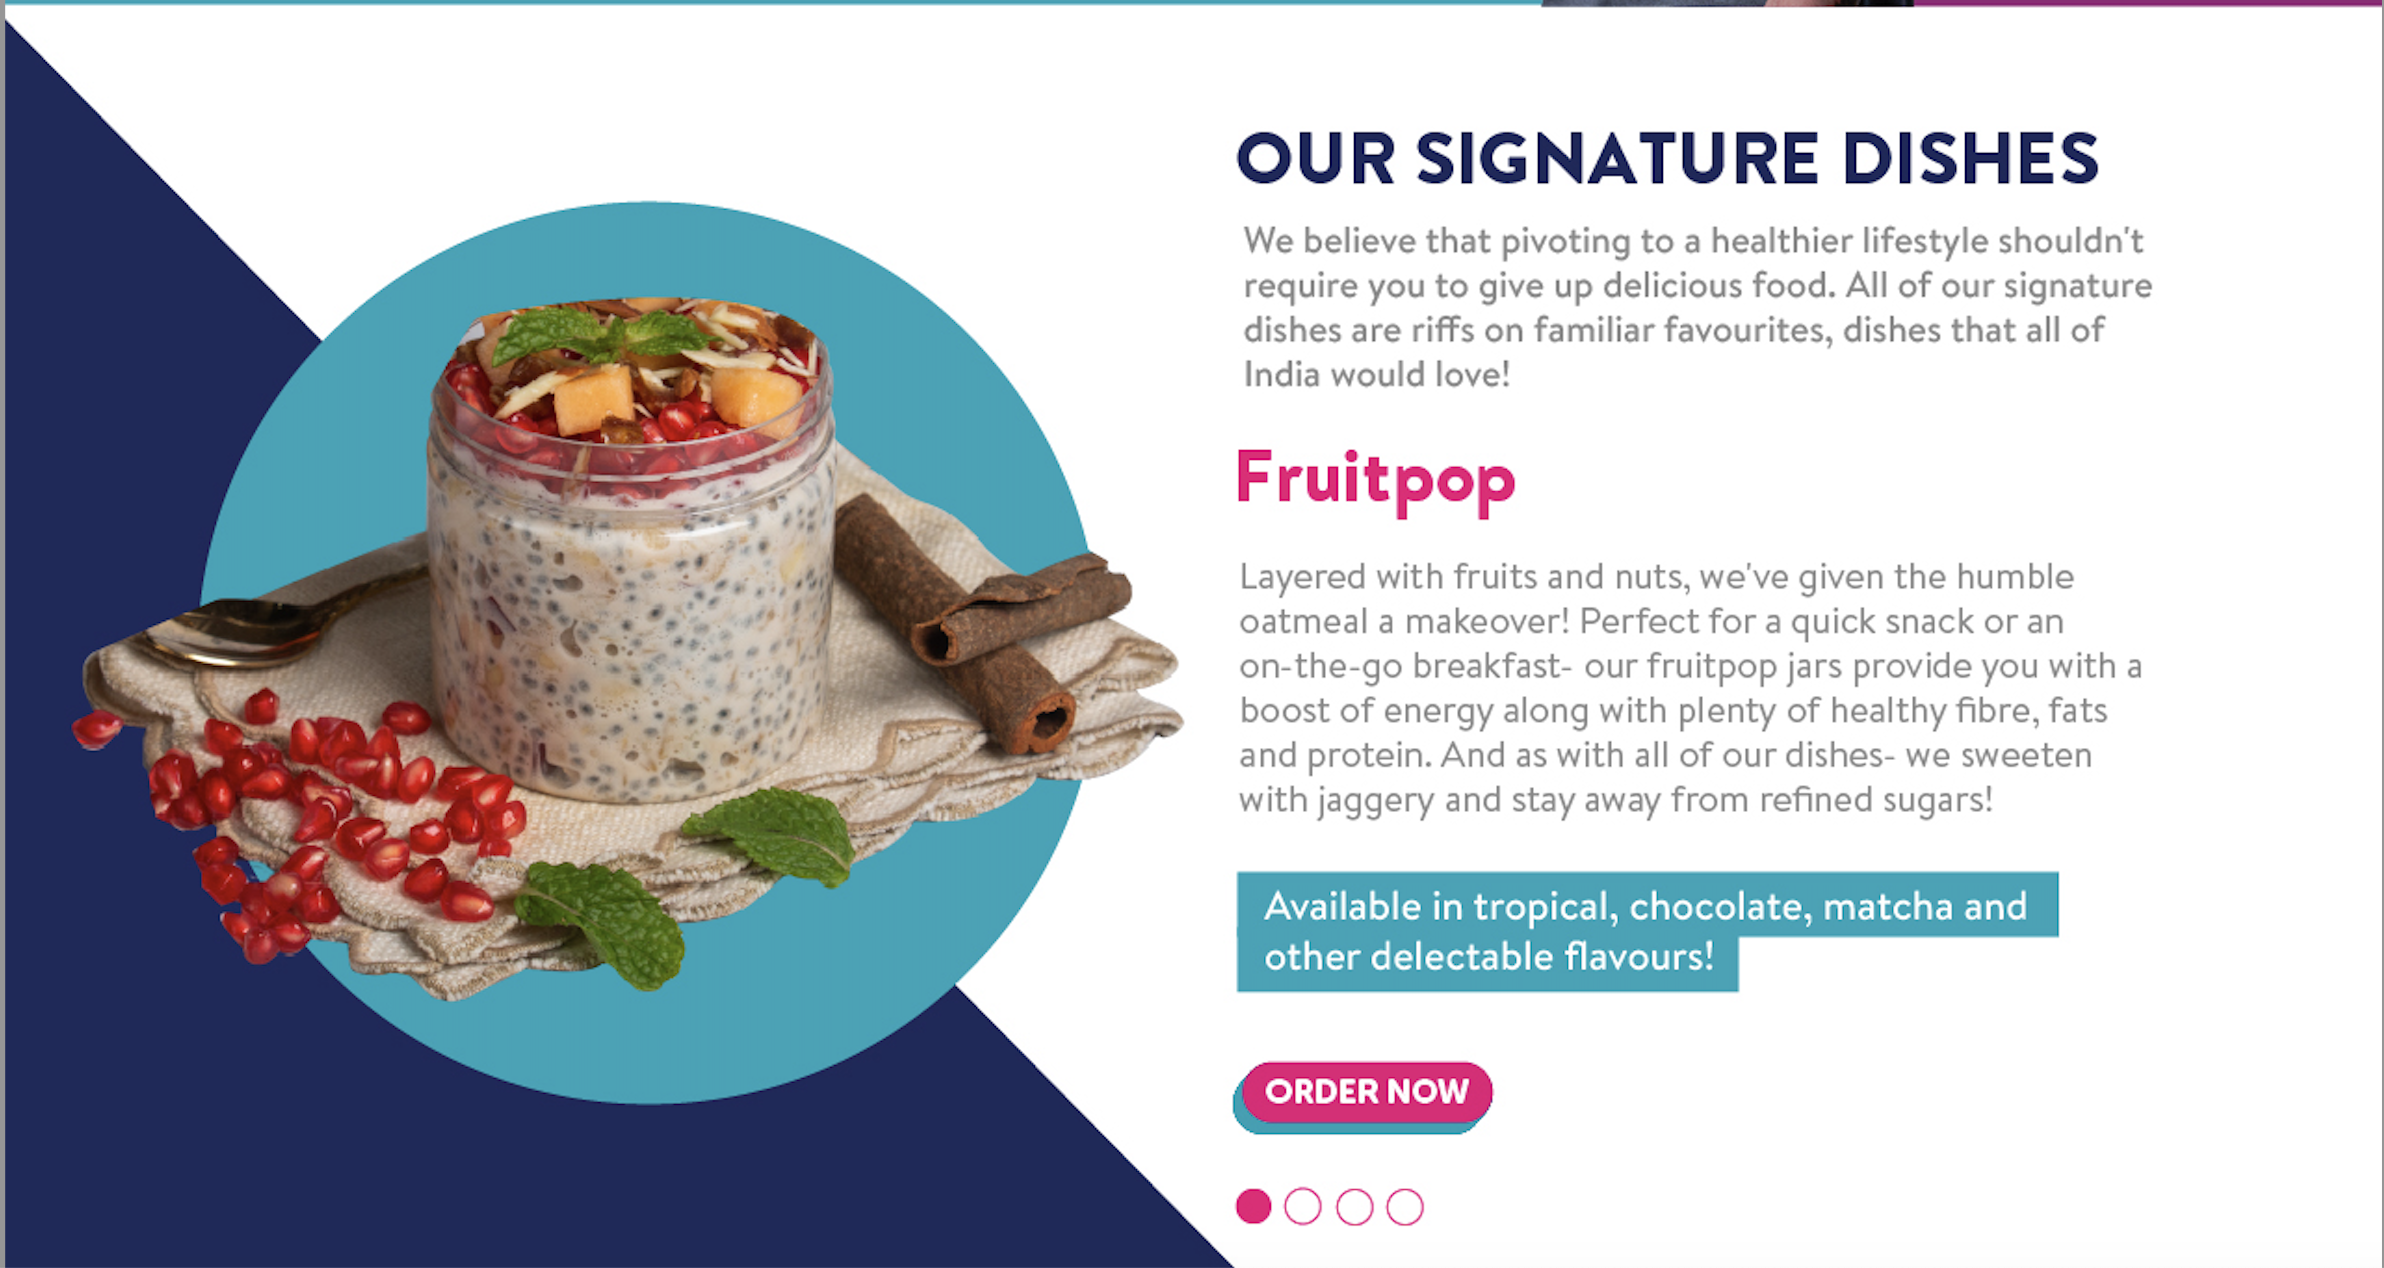 OUR SIGNATURE DISHES
We believe that pivoting to a healthier lifestyle shouldn't
require you to give up delicious food. All of our signature
dishes are riffs on familiar favourites, dishes that all of
India would love!
Fruitpop
Layered with fruits and nuts, we've given the humble
oatmeal a makeover! Perfect for a quick snack or an
on-the-go breakfast- our fruitpop jars provide you with a
boost of energy along with plenty of healthy fibre, fats
and protein. And as with all of our dishes- we sweeten
with jaggery and stay away from refined sugars!
Available in tropical, chocolate, matcha and
other delectable flavours!
ORDER NOW